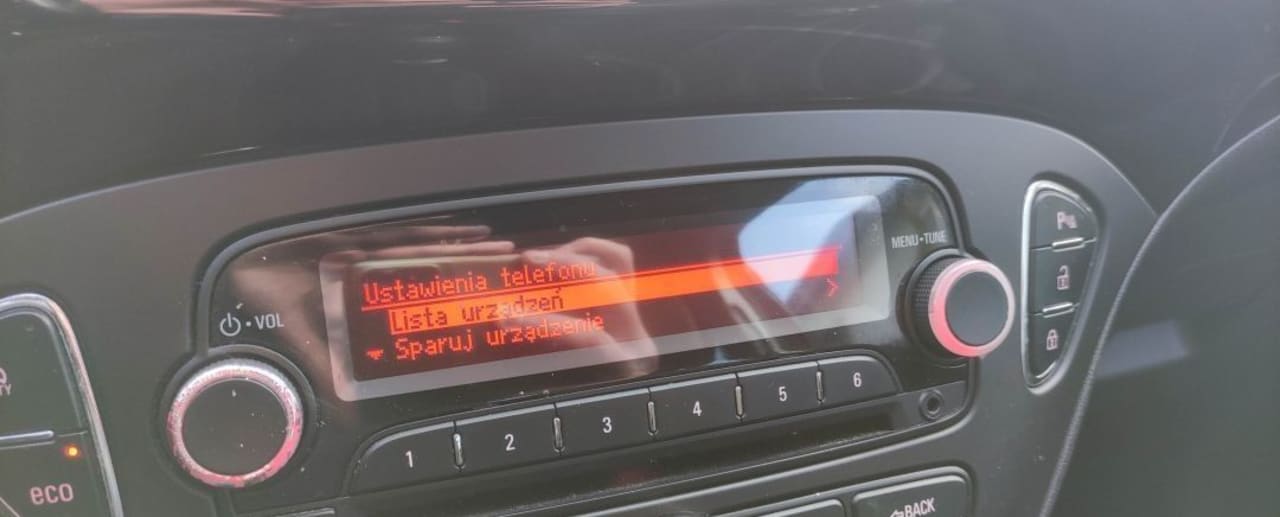 Ustawienia telefonu
Lista urządzeń
Sparuj urządzenie
>
VOL
MENU•TUNE
P
1
2
3
4
5
6
eco
BACK